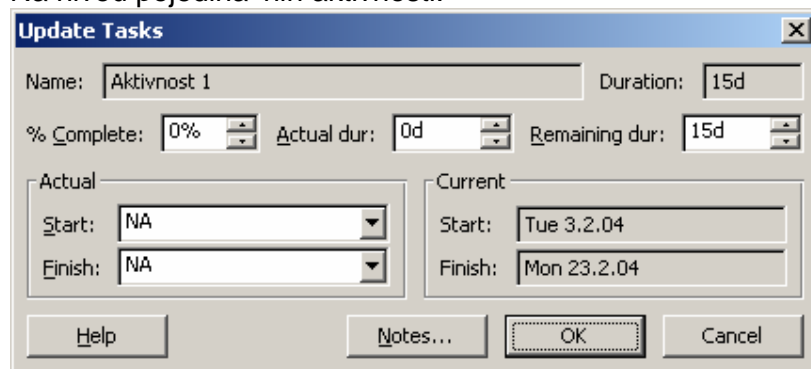 Update Tasks
Name: Aktivnost 1 Duration: 15d
% Complete: 0% Actual dur: 0d Remaining dur: 15d
Actual Current
Start: NA Start: Tue 3.2.04
Finish: NA Finish: Mon 23.2.04
Help Notes... OK Cancel